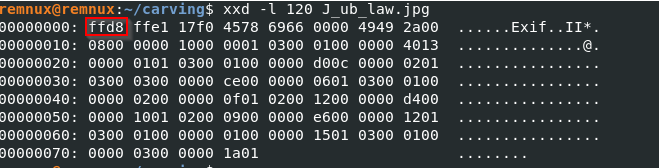 remnux@remnux:~/carving$ xxd -l 120 J_ub_law.jpg
00000000: ffd8 ffe1 17f0 4578 6966 0000 4949 2a00  ......Exif..II*.
00000010: 0800 0000 1000 0001 0300 0100 0000 4013  ..............@.
00000020: 0000 0101 0300 0100 0000 d00c 0000 0201  ................
00000030: 0300 0300 0000 ce00 0000 0601 0300 0100  ................
00000040: 0000 0200 0000 0f01 0200 1200 0000 d400  ................
00000050: 0000 1001 0200 0900 0000 e600 0000 1201  ................
00000060: 0300 0100 0000 0100 0000 1501 0300 0100  ................
00000070: 0000 0300 0000 1a01  ........